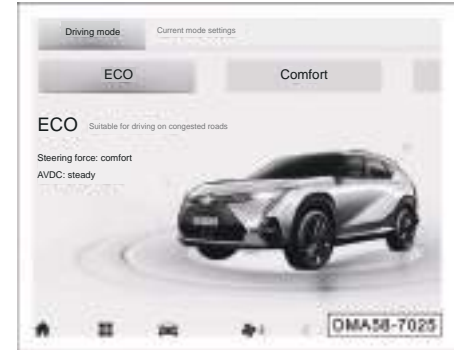 Driving mode
Current mode settings
ECO
Comfort
ECO Suitable for driving on congested roads
Steering force: comfort
AVDC: steady
DMA58-7025